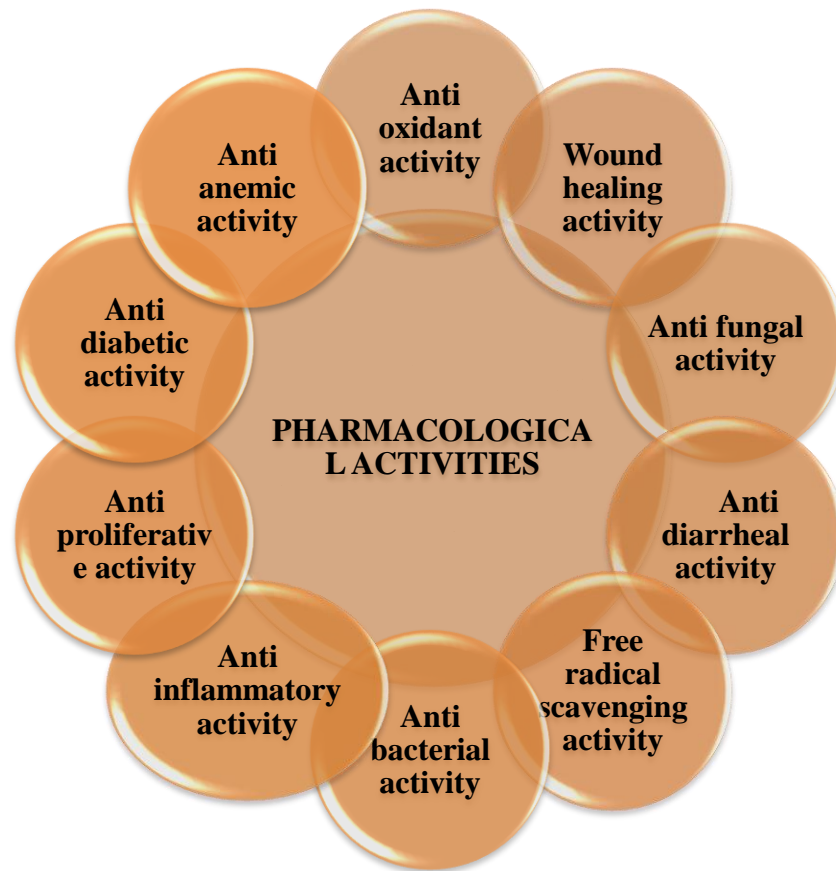 Anti
oxidant
activity
Wound
healing
activity
Anti fungal
activity
Anti
diarrheal
activity
Free
radical
scavenging
activity
Anti
bacterial
activity
Anti
inflammatory
activity
Anti
proliferativ
e activity
Anti
diabetic
activity
Anti
anemic
activity
PHARMACOLOGICA
L ACTIVITIES